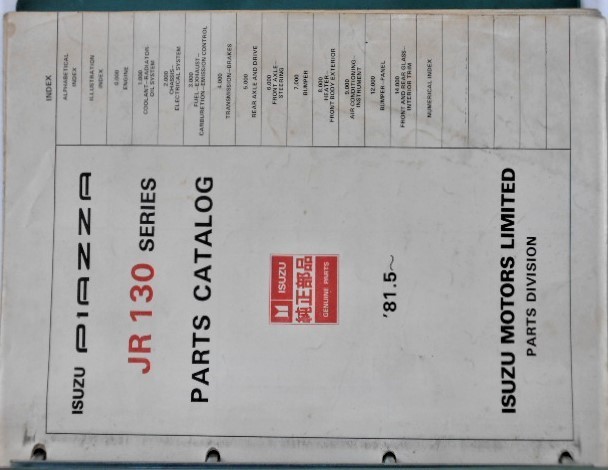 ISUZU PIAZZA
JR 130 SERIES
PARTS CATALOG
ISUZU
純正部品
GENUINE PARTS
'81.5~
ISUZU MOTORS LIMITED
PARTS DIVISION
INDEX
ALPHABETICAL
INDEX
ILLUSTRATION
INDEX
0.000
ENGINE
1.000
COOLANT–RADIATOR
OIL SYSTEM
2.000
CHASSIS–
ELECTRICAL SYSTEM
3.000
FUEL–EXHAUST–
CARBURETION–EMISSION CONTROL
4.000
TRANSMISSION–BRAKES
5.000
REAR AXLE AND DRIVE
6.000
FRONT AXLE–
STEERING
7.000
BUMPER
8.000
HEATER–
FRONT BODY EXTERIOR
9.000
AIR CONDITIONING–
INSTRUMENT
12.000
BUMPER–PANEL
14.000
FRONT AND REAR GLASS–
INTERIOR TRIM
NUMERICAL INDEX